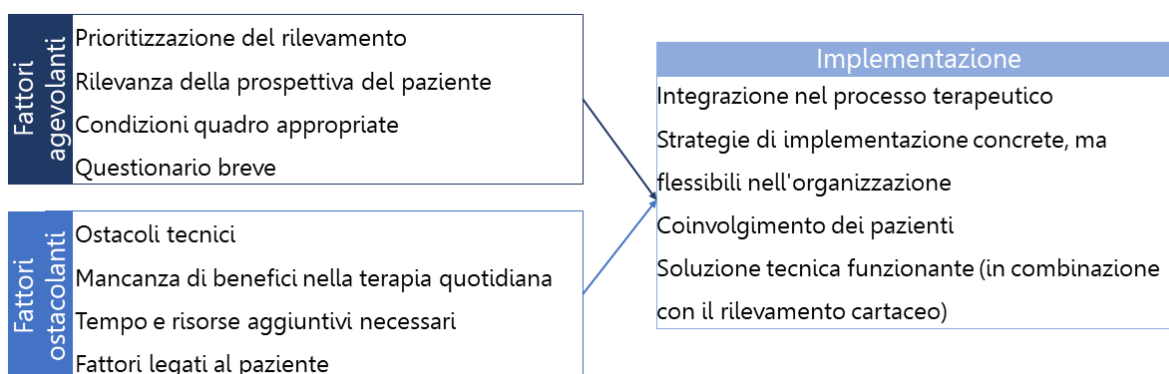 Fattori
agevolanti
Prioritizzazione del rilevamento
Rilevanza della prospettiva del paziente
Condizioni quadro appropriate
Questionario breve
Fattori
ostacolanti
Ostacoli tecnici
Mancanza di benefici nella terapia quotidiana
Tempo e risorse aggiuntivi necessari
Fattori legati al paziente
Implementazione
Integrazione nel processo terapeutico
Strategie di implementazione concrete, ma
flessibili nell'organizzazione
Coinvolgimento dei pazienti
Soluzione tecnica funzionante (in combinazione
con il rilevamento cartaceo)